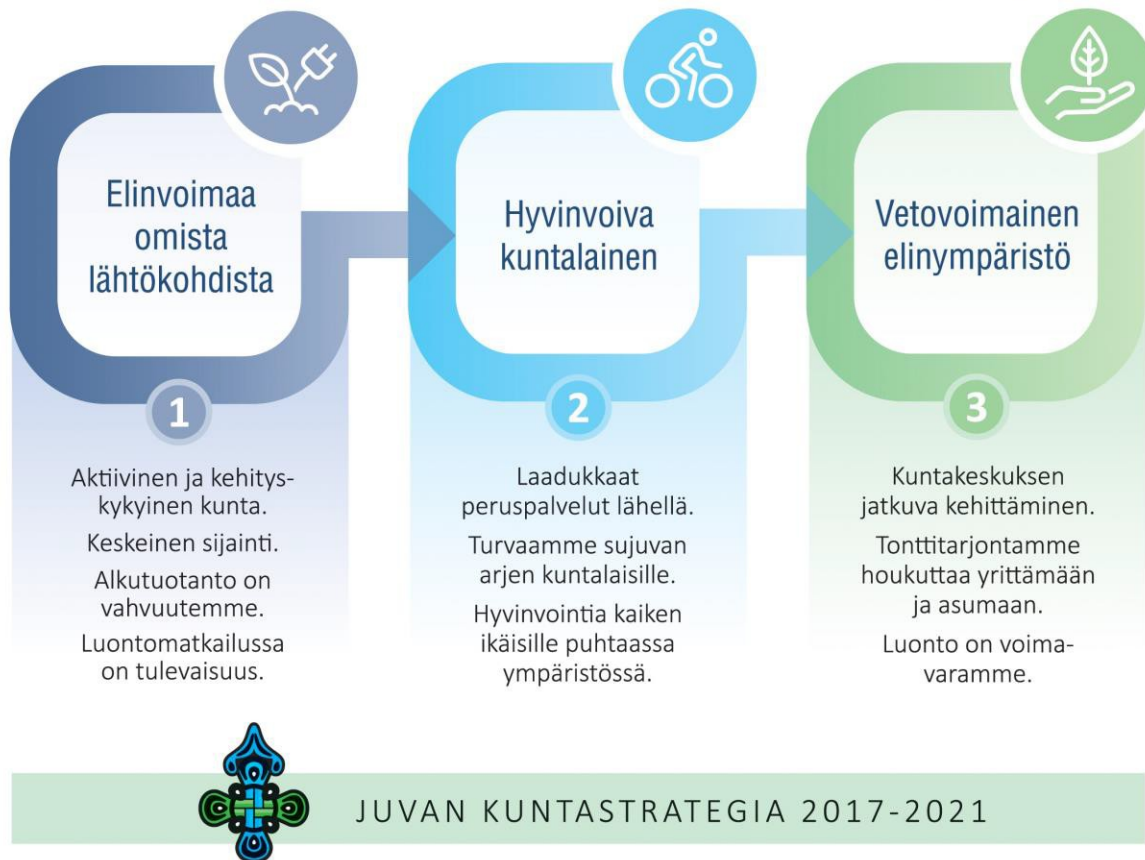 Elinvoimaa
omista
lähtökohdista
1
Aktiivinen ja kehitys-
kykyinen kunta.
Keskeinen sijainti.
Alkutuotanto on
vahvuutemme.
Luontomatkailussa
on tulevaisuus.
Hyvinvoiva
kuntalainen
2
Laadukkaat
peruspalvelut lähellä.
Turvaamme sujuvan
arjen kuntalaisille.
Hyvinvointia kaiken
ikäisille puhtaassa
ympäristössä.
Vetovoimainen
elinympäristö
3
Kuntakeskuksen
jatkuva kehittäminen.
Tonttitarjontamme
houkuttaa yrittämään
ja asumaan.
Luonto on voima-
varamme.
JUVAN KUNTASTRATEGIA 2017-2021